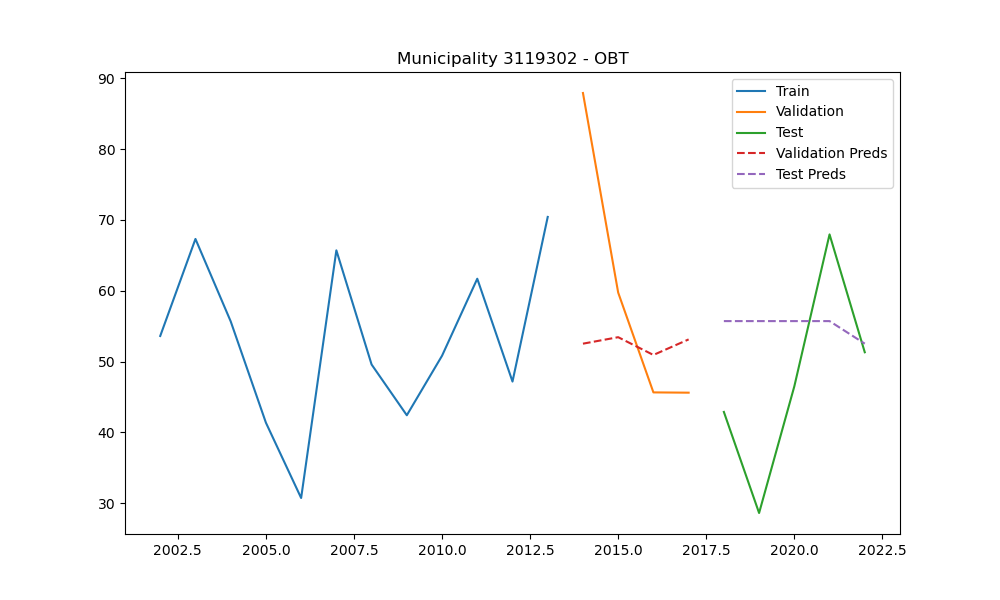 Municipality 3119302 - OBT
90
80
70
60
50
40
30
2002.5 2005.0 2007.5 2010.0 2012.5 2015.0 2017.5 2020.0 2022.5
Train
Validation
Test
Validation Preds
Test Preds